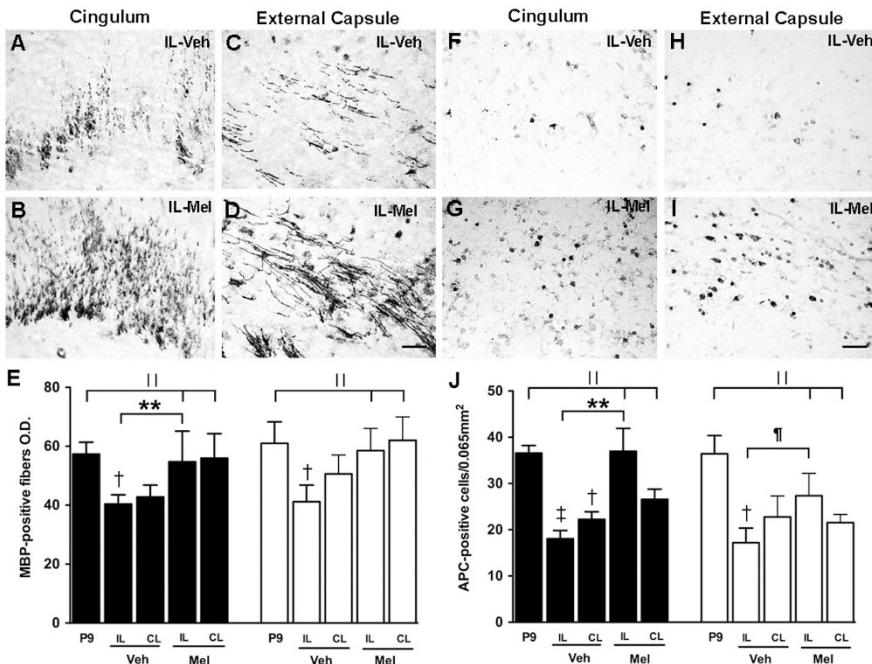 Cingulum
External Capsule
Cingulum
External Capsule
A
IL-Veh
C
IL-Veh
F
IL-Veh
H
IL-Veh
B
IL-Mel
D
IL-Mel
G
IL-Mel
I
IL-Mel
E
MBP-positive fibers O.D.
80
60
40
20
0
||
**
†
||
†
P9
IL
CL
IL
CL
Veh
Mel
P9
IL
CL
IL
CL
Veh
Mel
J
APC-positive cells/0.065mm²
50
40
30
20
10
0
||
**
‡
†
||
¶
†
P9
IL
CL
IL
CL
Veh
Mel
P9
IL
CL
IL
CL
Veh
Mel